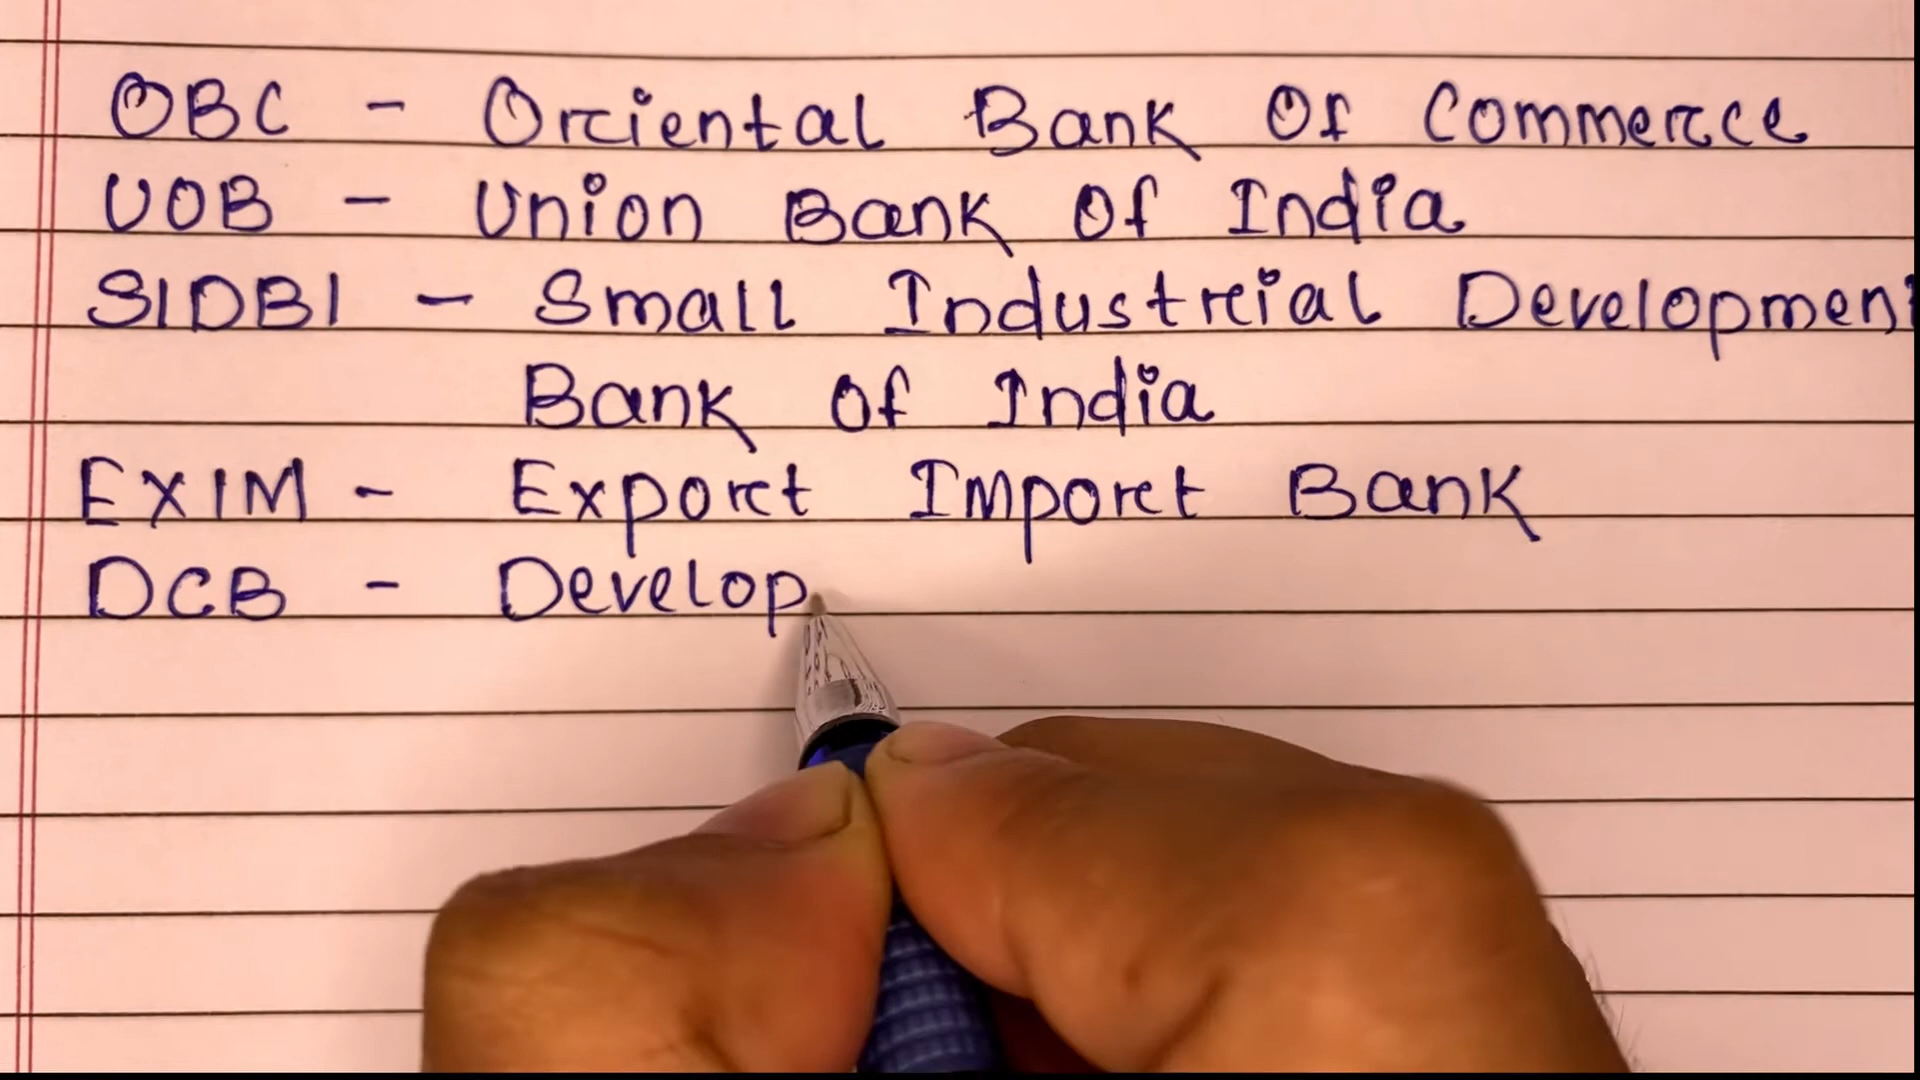 OBC - Oriental Bank Of Commerce
UOB - Union Bank Of India
SIDBI - Small Industrial Development
Bank Of India
EXIM - Export Import Bank
DCB - Develop